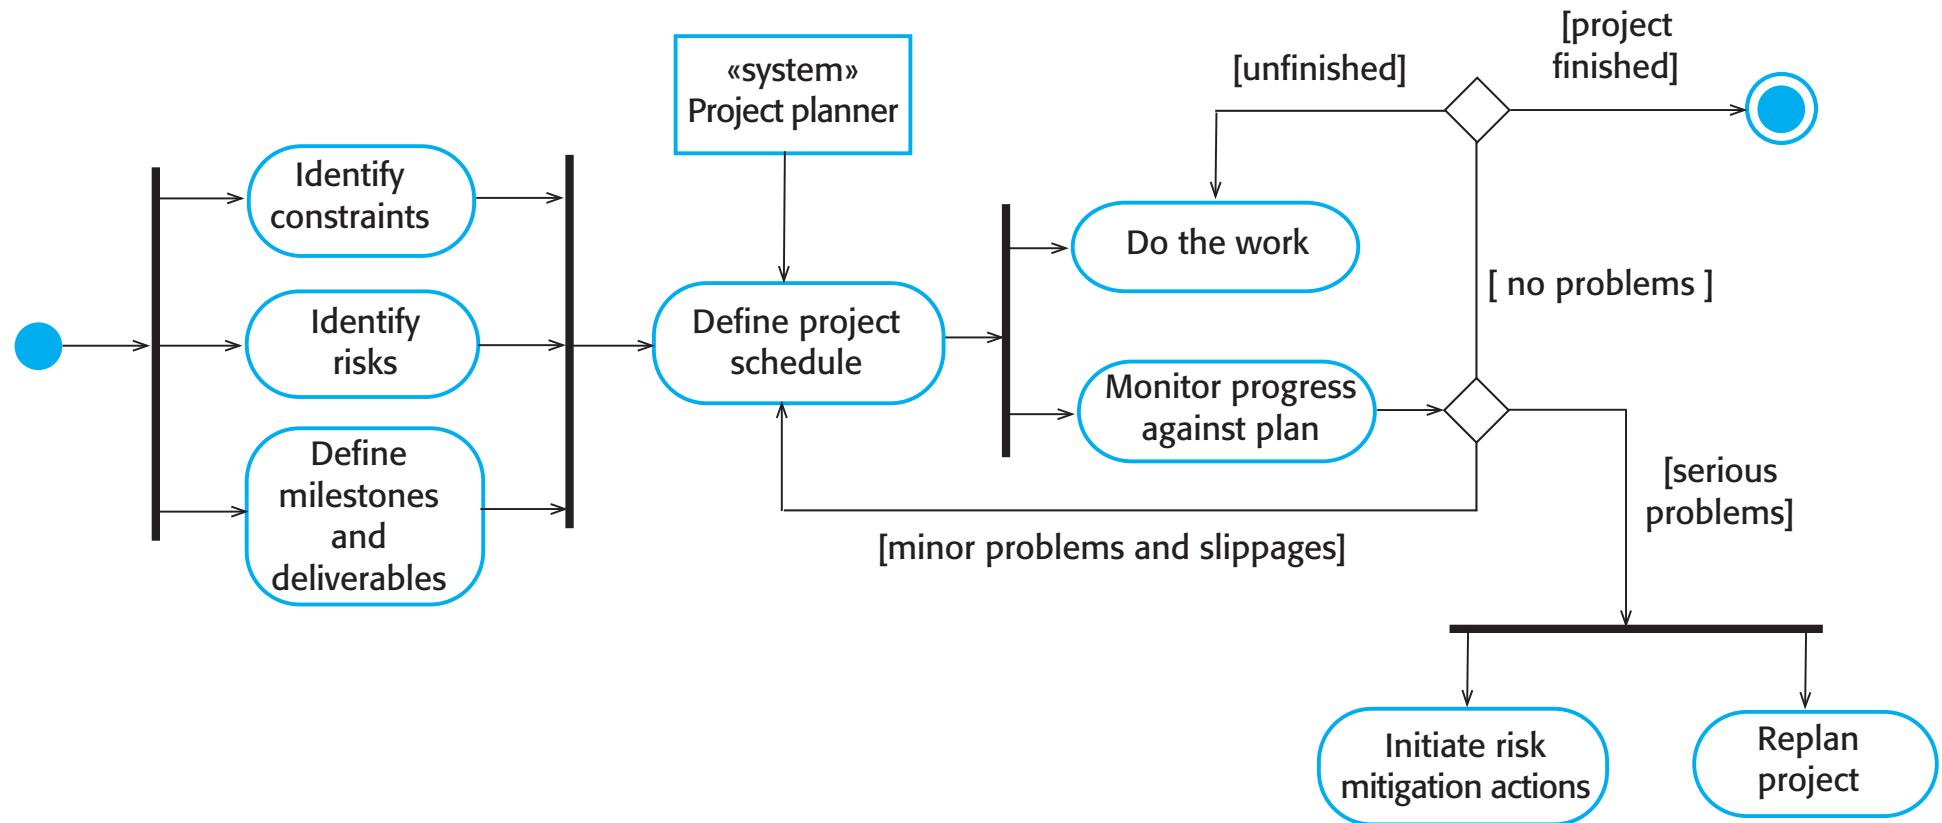 [project
finished]
[unfinished]
«system»
Project planner
Identify
constraints
Do the work
[ no problems ]
Identify
risks
Define project
schedule
Monitor progress
against plan
Define
milestones
and
deliverables
[serious
problems]
[minor problems and slippages]
Initiate risk
mitigation actions
Replan
project